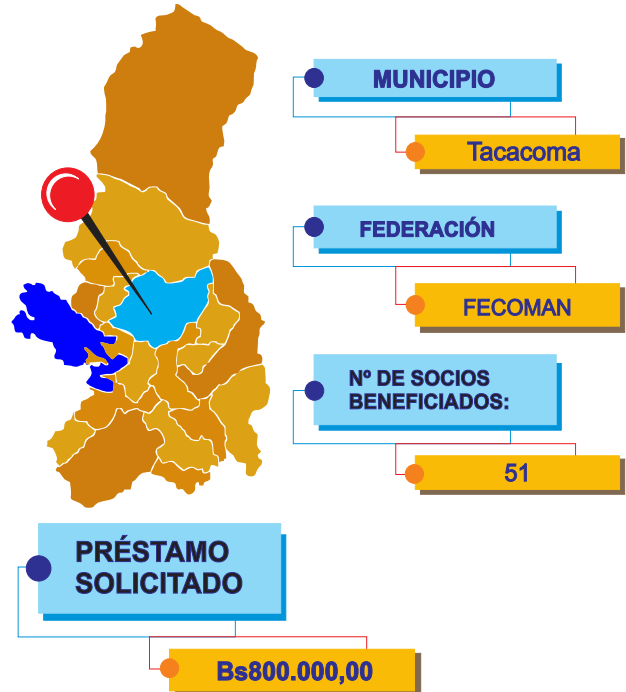 MUNICIPIO
Tacacoma
FEDERACIÓN
FECOMAN
Nº DE SOCIOS
BENEFICIADOS:
51
PRÉSTAMO
SOLICITADO
Bs800.000,00